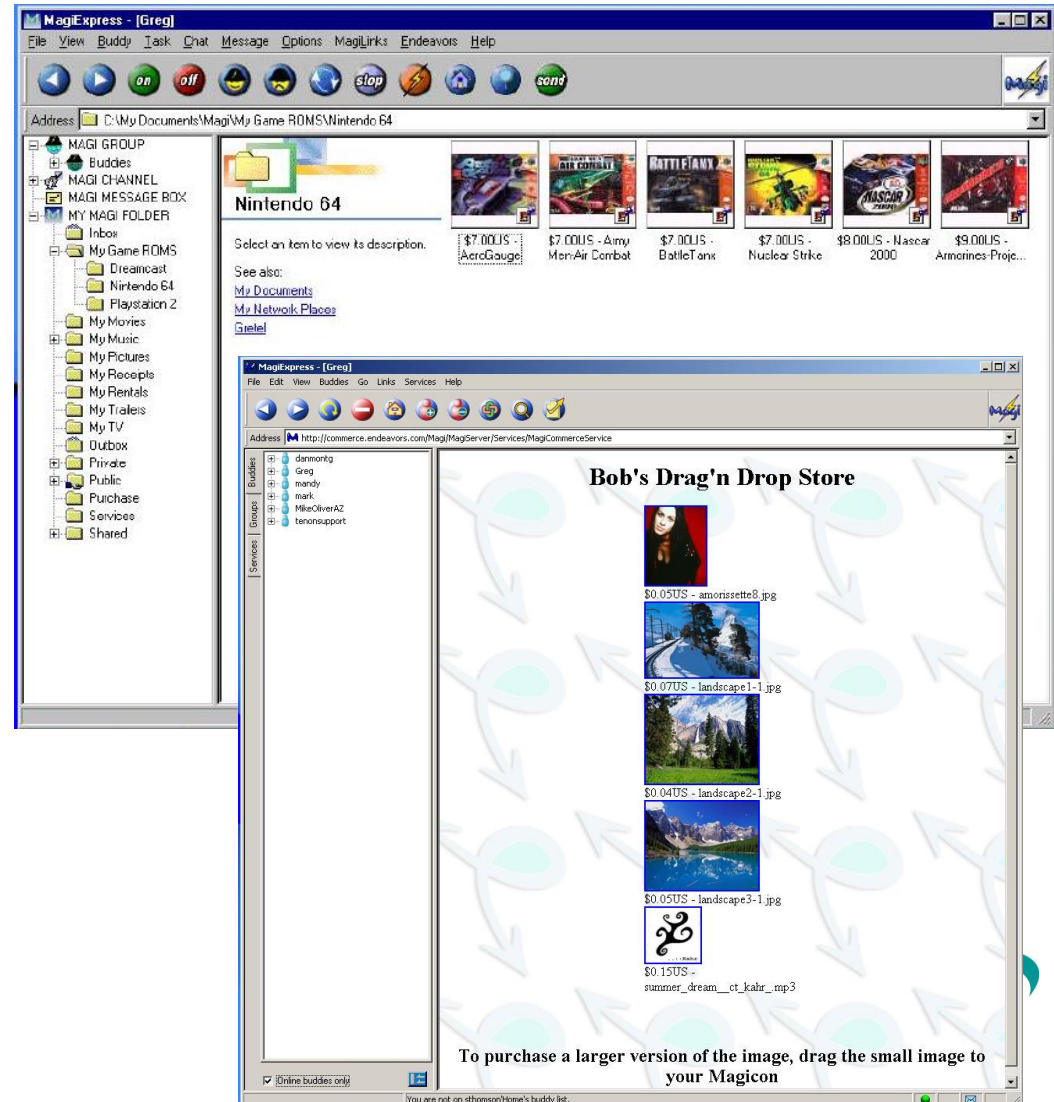 MagiExpress - [Greg]
File View Buddy Task Chat Message Options MagiLinks Endeavors Help
on off stop send
Magi
Address C:\My Documents\Magi\My Game ROMS\Nintendo 64
MAGI GROUP
Buddies
MAGI CHANNEL
MAGI MESSAGE BOX
MY MAGI FOLDER
Inbox
My Game ROMS
Dreamcast
Nintendo 64
Playstation 2
My Movies
My Music
My Pictures
My Receipts
My Rentals
My Trailers
My TV
Outbox
Private
Public
Purchase
Services
Shared
Nintendo 64
Select an item to view its description.
See also:
My Documents
My Network Places
Gretel
AIR COMBAT
BATTLETANX
NASCAR
2000
$7.00US -
AeroGauge
$7.00US - Army
Men-Air Combat
$7.00US -
BattleTanx
$7.00US -
Nuclear Strike
$8.00US - Nascar
2000
$9.00US -
Armorines-Proje...
MagiExpress - [Greg]
File Edit View Buddies Go Links Services Help
Magi
Address http://commerce.endeavors.com/Magi/MagiServer/Services/MagiCommerceService
Buddies
Groups
Services
danmontg
Greg
mandy
mark
MikeOliverAZ
tenonsupport
Online buddies only
Bob's Drag'n Drop Store
$0.05US - amorissette8.jpg
$0.07US - landscape1-1.jpg
$0.04US - landscape2-1.jpg
$0.05US - landscape3-1.jpg
$0.15US -
summer_dream__ct_kahr_.mp3
To purchase a larger version of the image, drag the small image to
your Magicon
You are not on sthomson'Home's buddy list.